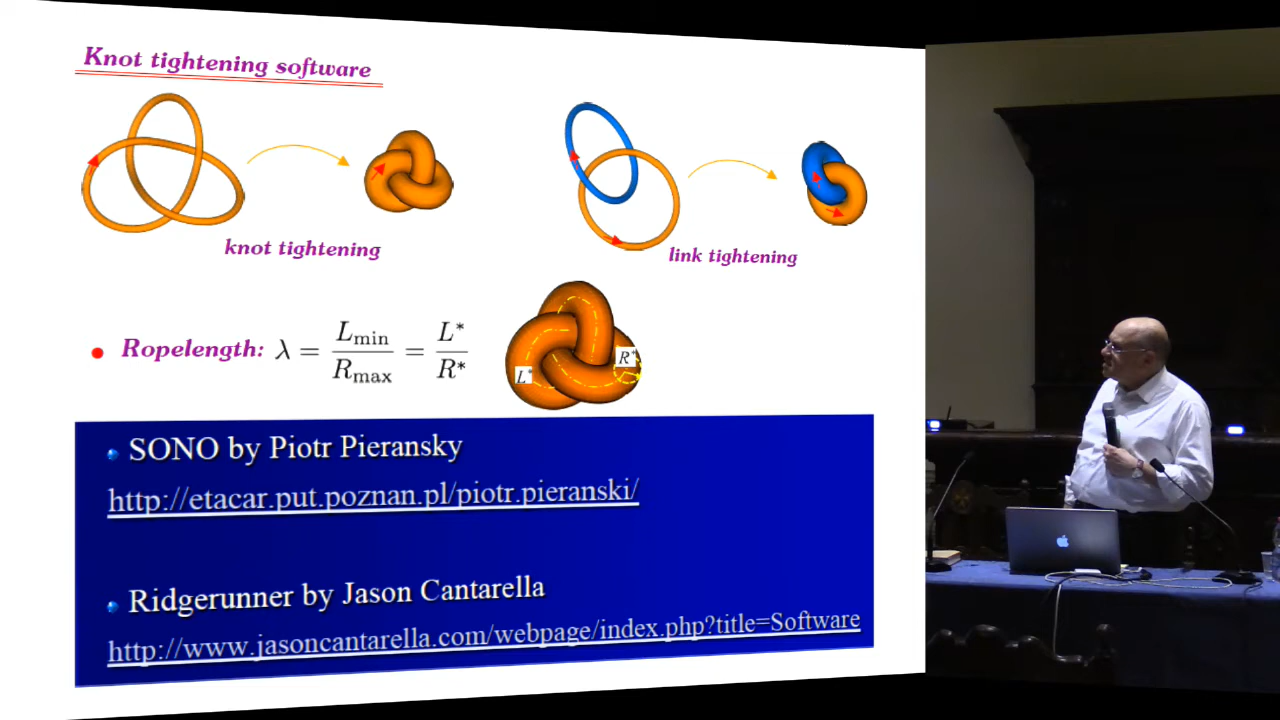 Knot tightening software
knot tightening
link tightening
Ropelength: λ = L_min / R_max = L* / R*
L*
R*
SONO by Piotr Pieransky
http://etacar.put.poznan.pl/piotr.pieranski/
Ridgerunner by Jason Cantarella
http://www.jasoncantarella.com/webpage/index.php?title=Software